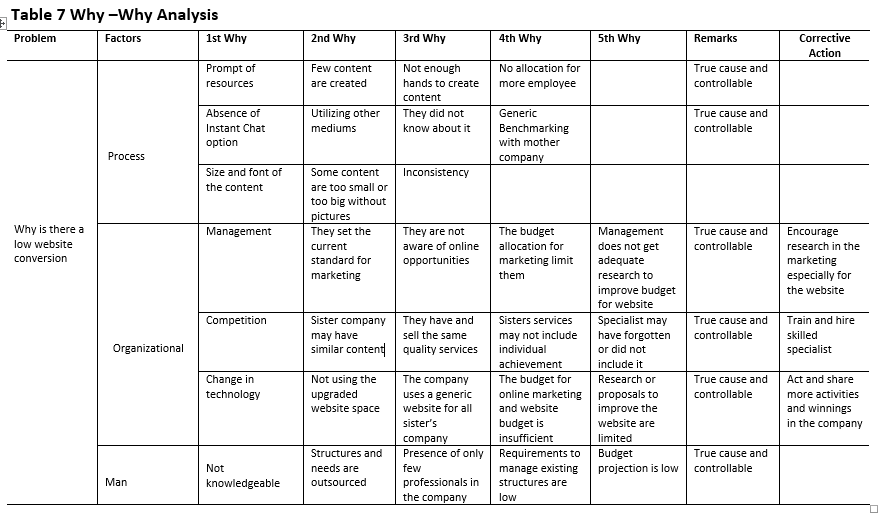 Table 7 Why –Why Analysis
Problem Factors 1st Why 2nd Why 3rd Why 4th Why 5th Why Remarks Corrective
Action
Why is there a
low website
conversion
Process
Prompt of
resources
Few content
are created
Not enough
hands to create
content
No allocation for
more employee
True cause and
controllable
Absence of
Instant Chat
option
Utilizing other
mediums
They did not
know about it
Generic
Benchmarking
with mother
company
True cause and
controllable
Size and font of
the content
Some content
are too small or
too big without
pictures
Inconsistency
Organizational
Management
They set the
current
standard for
marketing
They are not
aware of online
opportunities
The budget
allocation for
marketing limit
them
Management
does not get
adequate
research to
improve budget
for website
True cause and
controllable
Encourage
research in the
marketing
especially for
the website
Competition
Sister company
may have
similar content
They have and
sell the same
quality services
Sisters services
may not include
individual
achievement
Specialist may
have forgotten
or did not
include it
True cause and
controllable
Train and hire
skilled
specialist
Change in
technology
Not using the
upgraded
website space
The company
uses a generic
website for all
sister’s
company
The budget for
online marketing
and website
budget is
insufficient
Research or
proposals to
improve the
website are
limited
True cause and
controllable
Act and share
more activities
and winnings
in the company
Man
Not
knowledgeable
Structures and
needs are
outsourced
Presence of only
few
professionals in
the company
Requirements to
manage existing
structures are
low
Budget
projection is low
True cause and
controllable